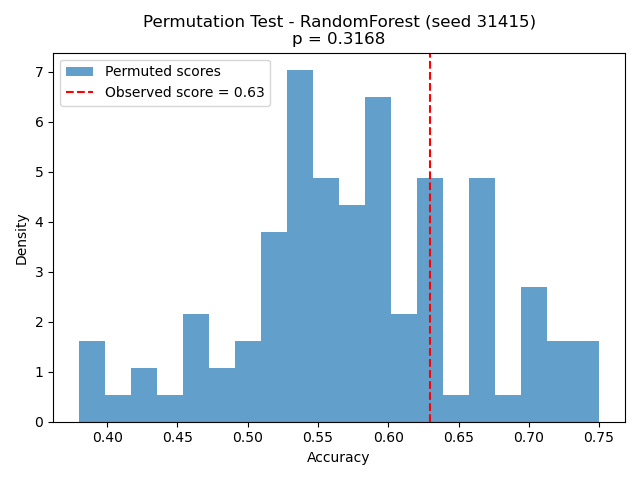 Permutation Test - RandomForest (seed 31415)
p = 0.3168
Permuted scores
Observed score = 0.63
Density
7
6
5
4
3
2
1
0
0.40 0.45 0.50 0.55 0.60 0.65 0.70 0.75
Accuracy